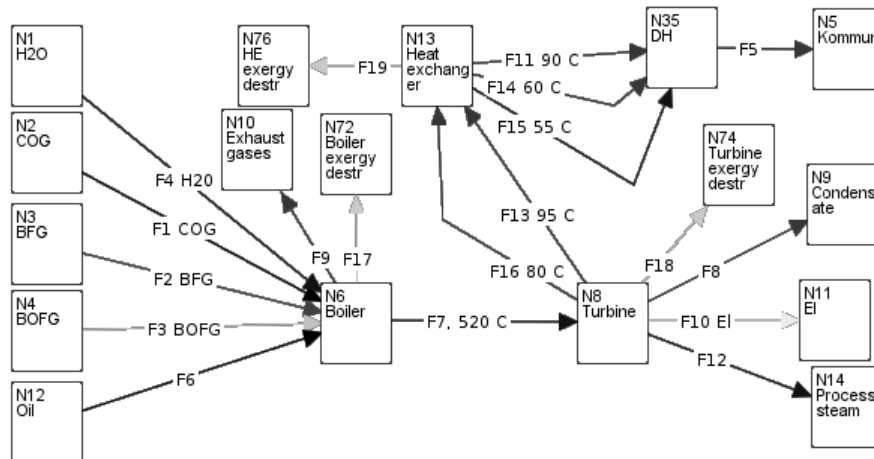 N1
H2O
N76
HE
exergy
destr
N13
Heat
exchang
er
N35
DH
N5
Kommun
F11 90 C
F5
F19
F14 60 C
N2
COG
N10
Exhaust
gases
N72
Boiler
exergy
destr
F15 55 C
N74
Turbine
exergy
destr
N9
Condens
ate
F4 H20
N3
BFG
F1 COG
F13 95 C
F9
F17
F16 80 C
F18
F8
F2 BFG
N4
BOFG
F3 BOFG
N6
Boiler
F7, 520 C
N8
Turbine
F10 El
N11
El
F6
F12
N12
Oil
N14
Process
steam